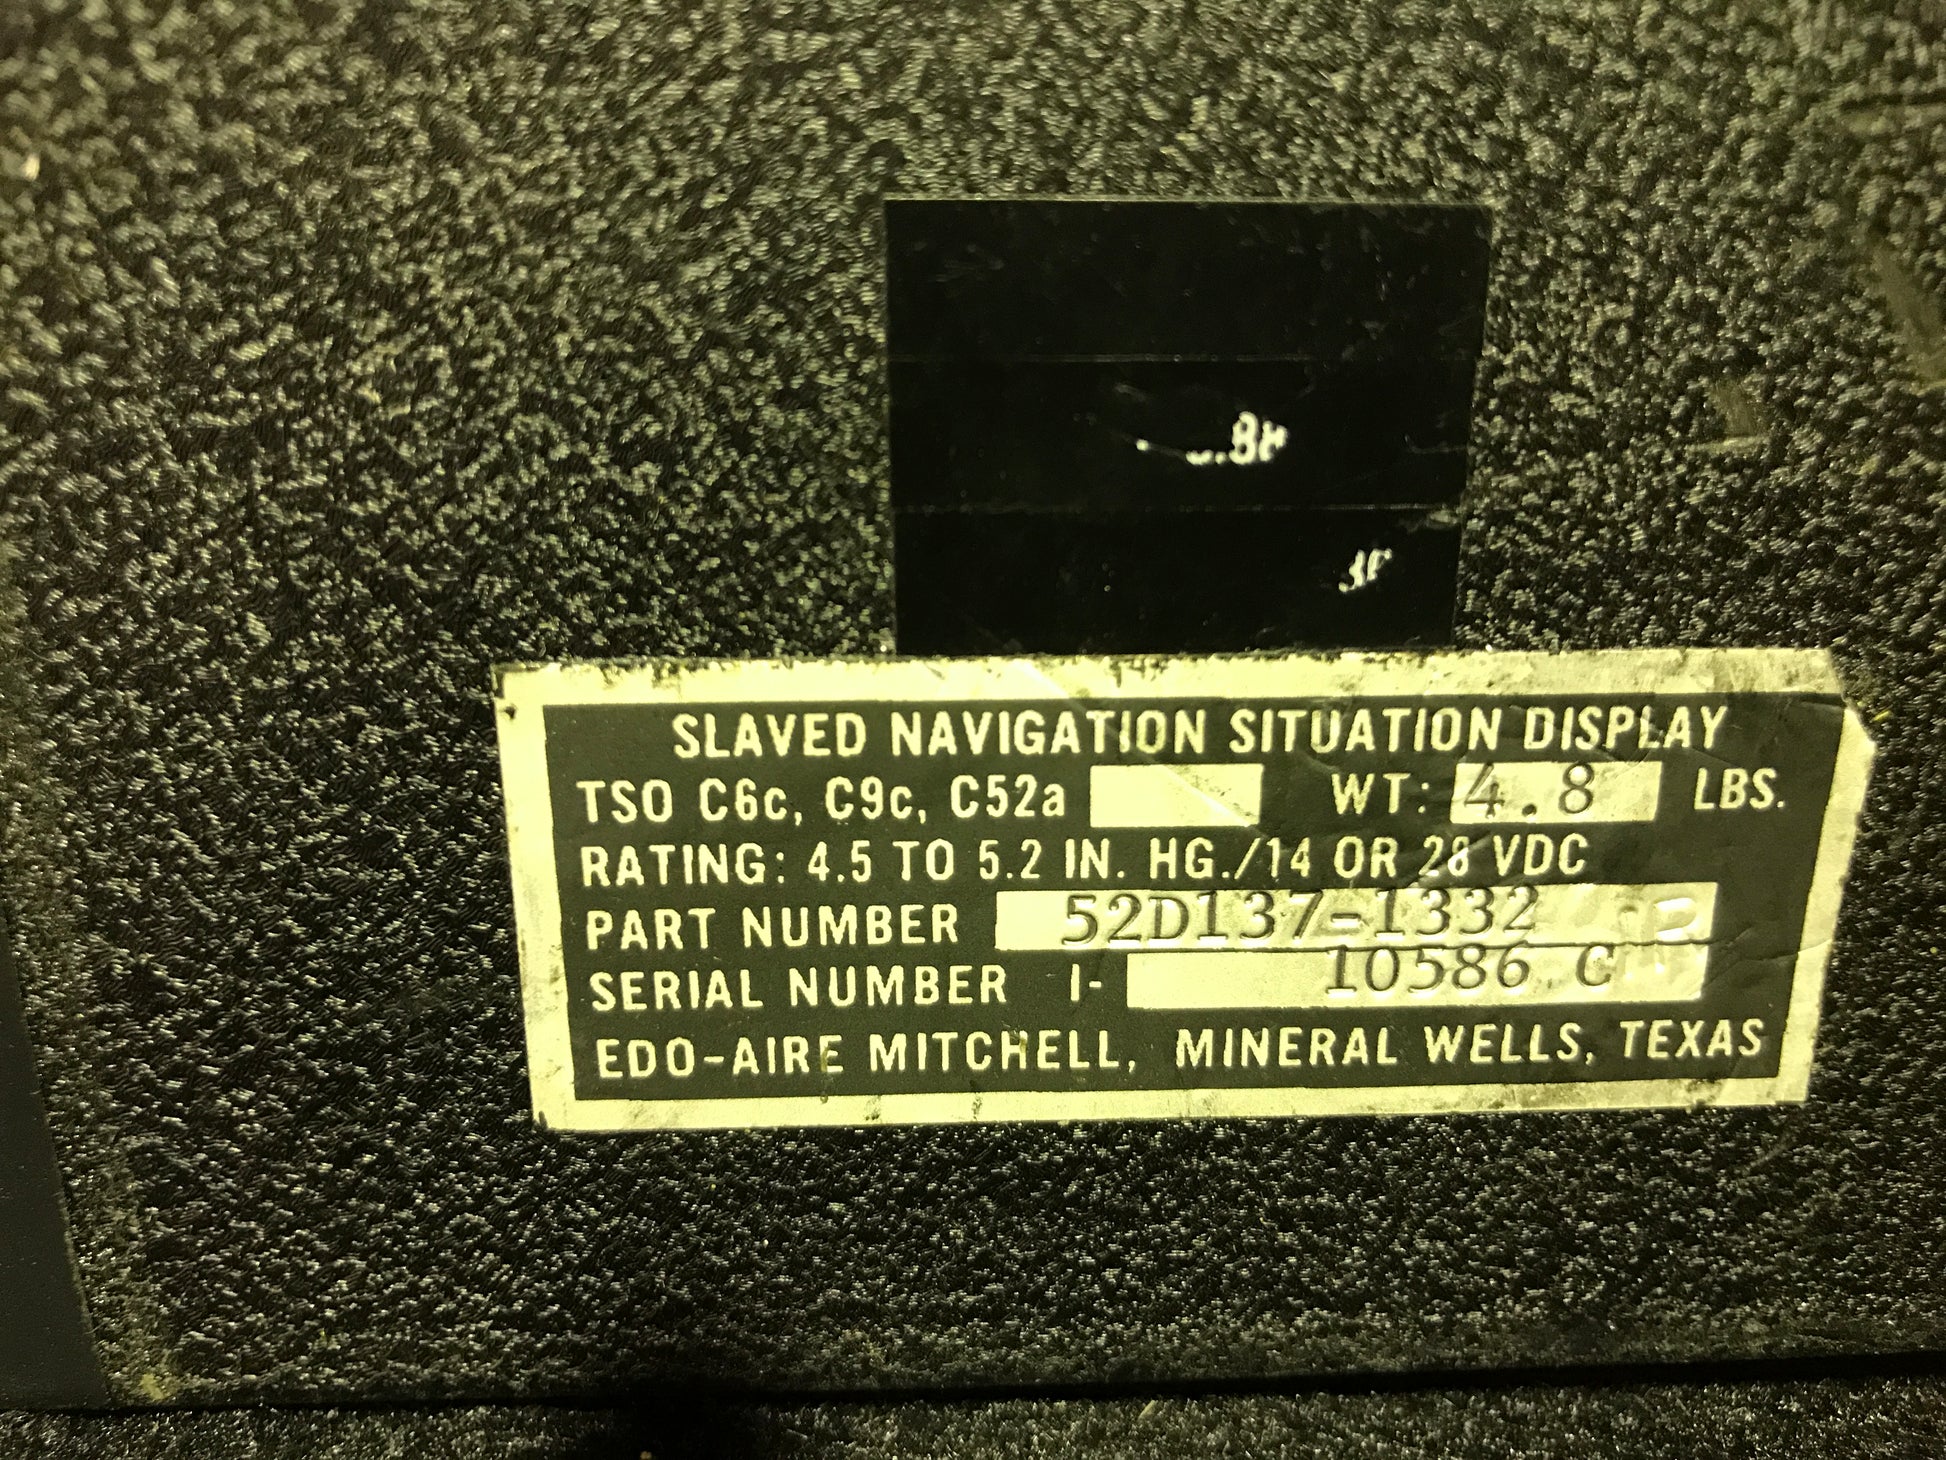 SLAVED NAVIGATION SITUATION DISPLAY
TSO C6c, C9c, C52a WT: 4.8 LBS.
RATING: 4.5 TO 5.2 IN. HG./14 OR 28 VDC
PART NUMBER 52D137-1332
SERIAL NUMBER I- 10586 C
EDO-AIRE MITCHELL, MINERAL WELLS, TEXAS